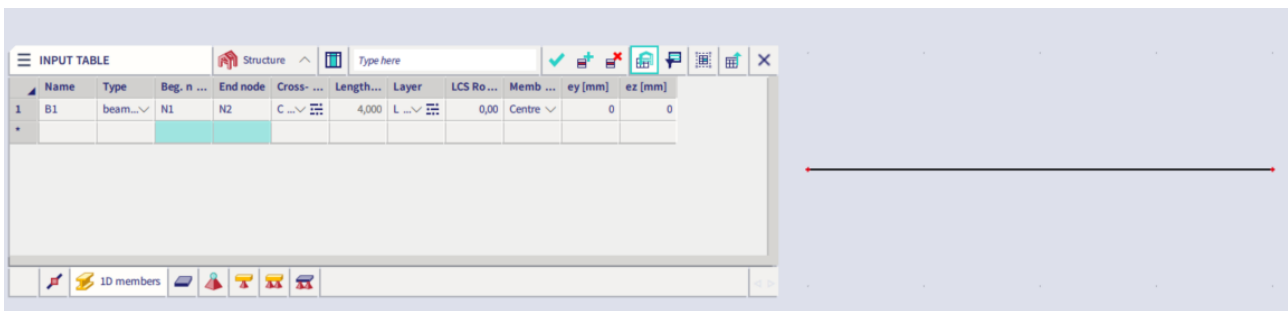 INPUT TABLE Structure Type here
Name Type Beg. n ... End node Cross- ... Length... Layer LCS Ro... Memb ... ey [mm] ez [mm]
1 B1 beam... N1 N2 C ... 4,000 L ... 0,00 Centre 0 0
*
1D members